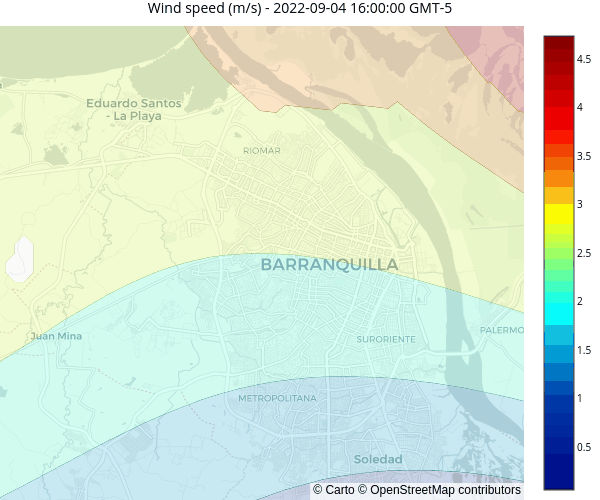 Wind speed (m/s) - 2022-09-04 16:00:00 GMT-5
4.5
Eduardo Santos
- La Playa
4
RIOMAR
3.5
3
BARRANQUILLA
2.5
2
Juan Mina
SURORIENTE
PALERMO
1.5
METROPOLITANA
1
Soledad
0.5
© Carto © OpenStreetMap contributors